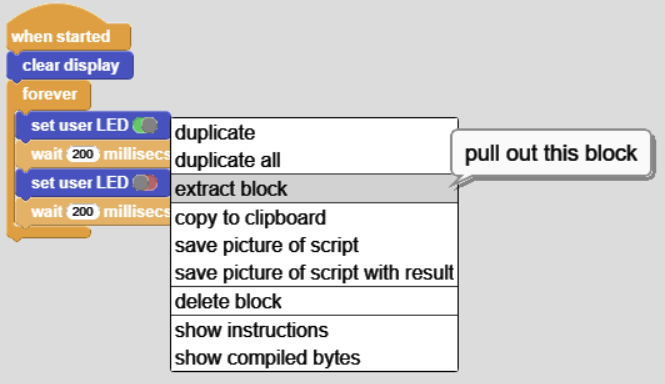 when started
clear display
forever
set user LED
wait 200 millisecs
set user LED
wait 200 millisecs
duplicate
duplicate all
extract block
copy to clipboard
save picture of script
save picture of script with result
delete block
show instructions
show compiled bytes
pull out this block